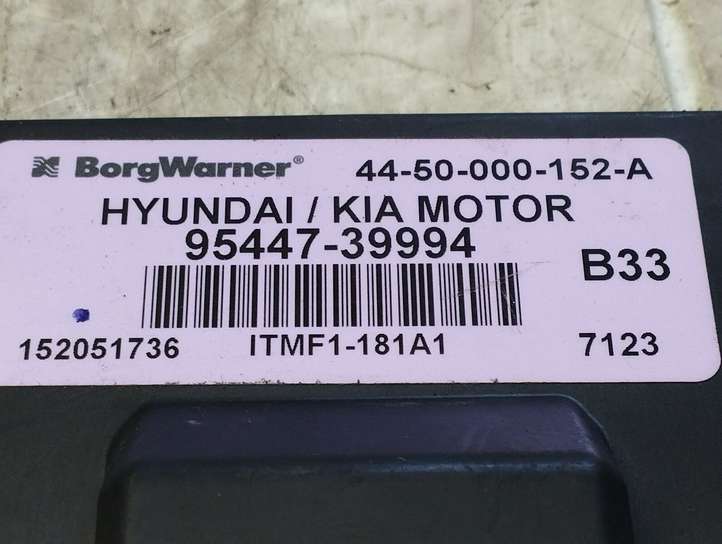 BorgWarner® 44-50-000-152-A
HYUNDAI / KIA MOTOR
95447-39994
B33
152051736 ITMF1-181A1 7123